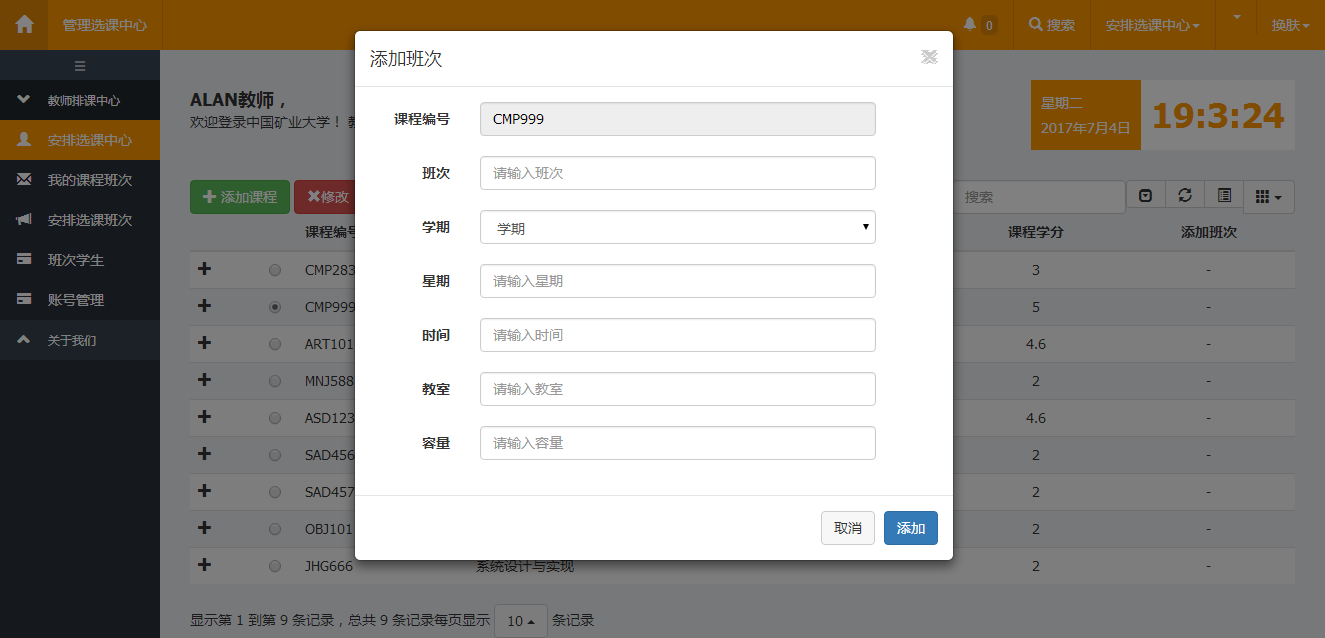 管理选课中心
0
搜索
安排选课中心
换肤
教师排课中心
安排选课中心
我的课程班次
安排选课班次
班次学生
账号管理
关于我们
ALAN教师，
欢迎登录中国矿业大学！
星期二
2017年7月4日
19:3:24
添加课程
修改
搜索
添加班次
课程编号 CMP999
班次 请输入班次
学期 学期
星期 请输入星期
时间 请输入时间
教室 请输入教室
容量 请输入容量
取消 添加
课程编号 课程学分 添加班次
CMP283 3 -
CMP999 5 -
ART101 4.6 -
MNJ588 2 -
ASD123 4.6 -
SAD456 2 -
SAD457 2 -
OBJ101 2 -
JHG666 系统设计与实现 2 -
显示第 1 到第 9 条记录，总共 9 条记录每页显示 10 条记录